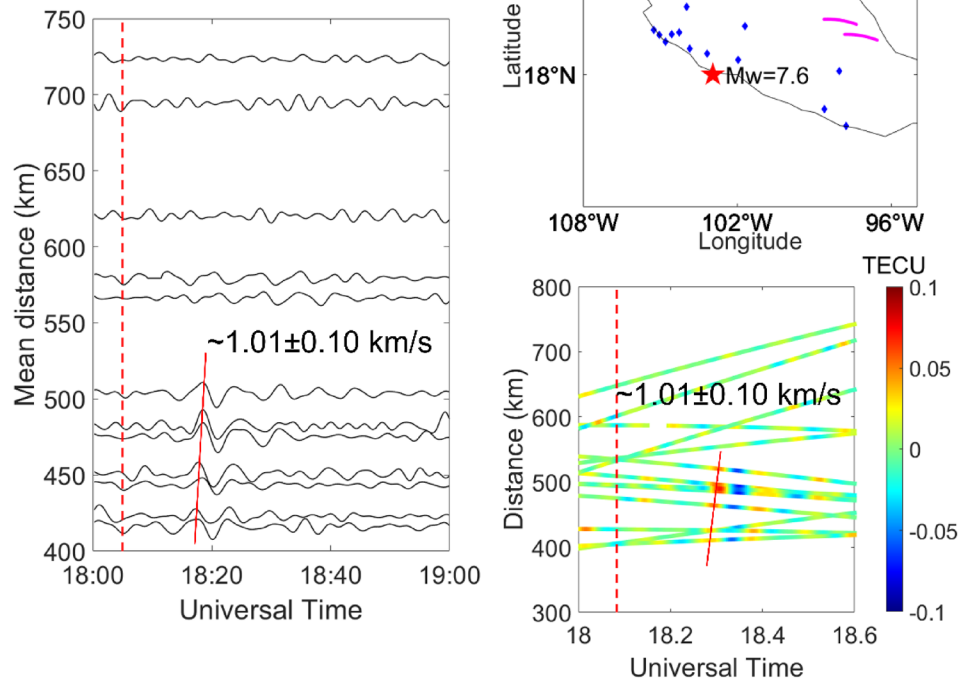 750
700
650
600
550
500
450
400
Mean distance (km)
~1.01±0.10 km/s
18:00
18:20
18:40
19:00
Universal Time
Latitude
18°N
Mw=7.6
108°W
102°W
96°W
Longitude
TECU
800
700
600
500
400
300
Distance (km)
~1.01±0.10 km/s
18
18.2
18.4
18.6
Universal Time
0.1
0.05
0
-0.05
-0.1